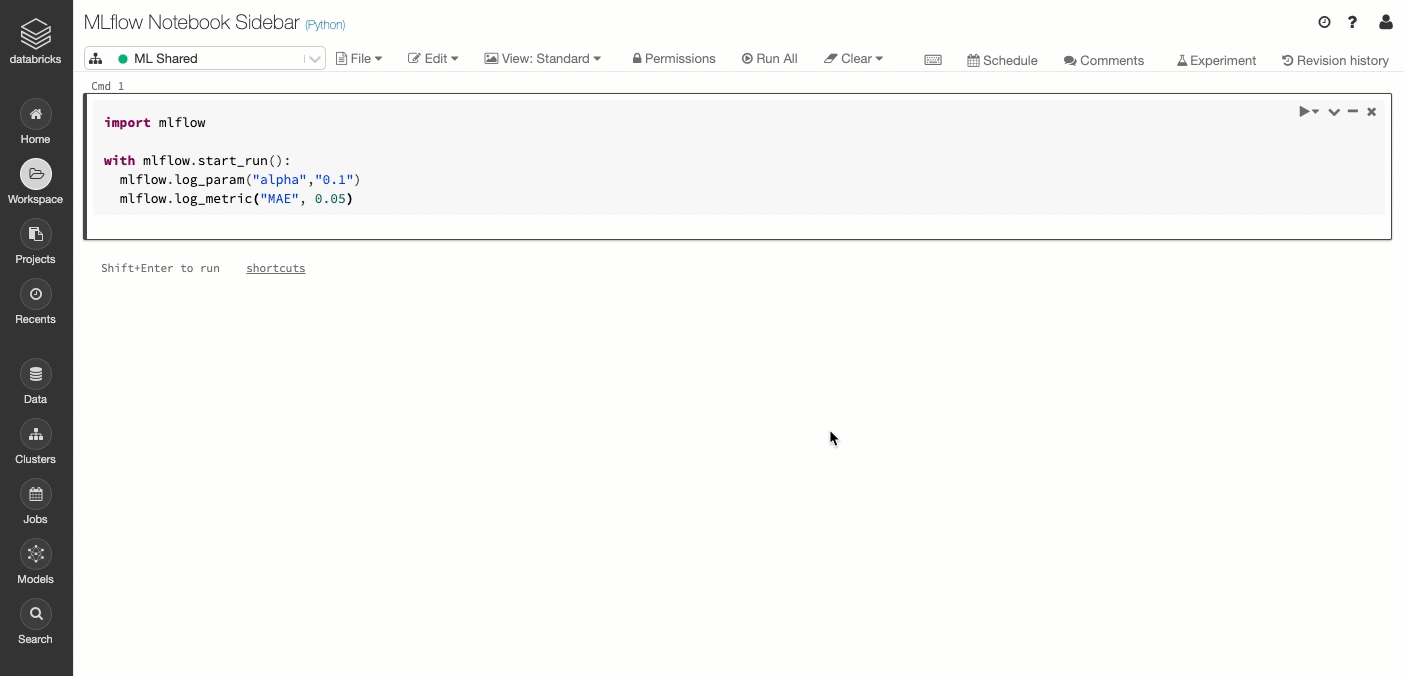 MLflow Notebook Sidebar (Python)
databricks
ML Shared File Edit View: Standard Permissions Run All Clear Schedule Comments Experiment Revision history
Cmd 1
import mlflow
with mlflow.start_run():
mlflow.log_param("alpha","0.1")
mlflow.log_metric("MAE", 0.05)
Shift+Enter to run shortcuts
Home
Workspace
Projects
Recents
Data
Clusters
Jobs
Models
Search